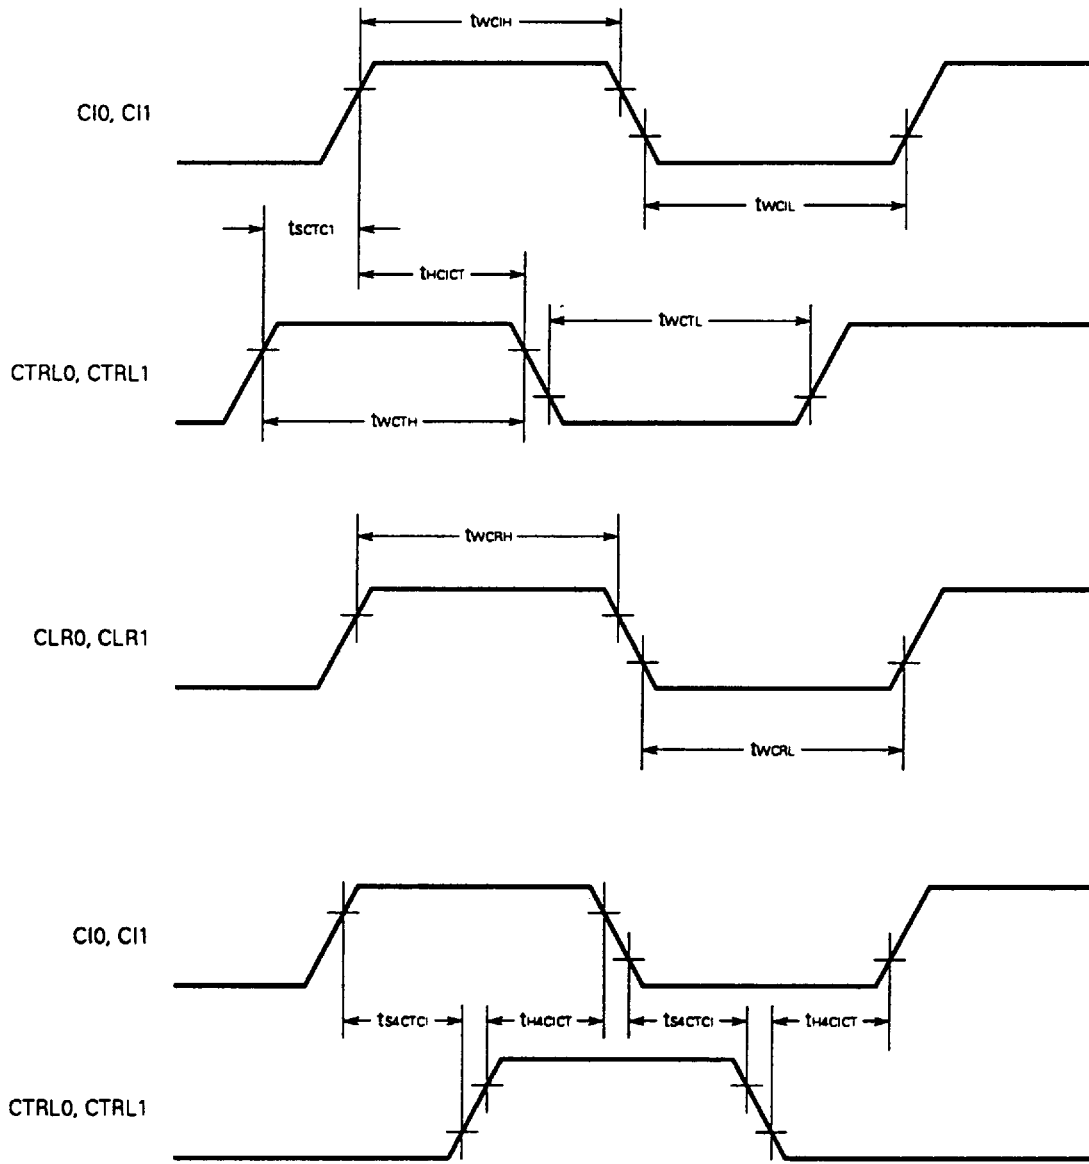 tWCIH
CI0, CI1
tWCIL
tSCTC1
tHCICT
tWCTL
CTRL0, CTRL1
tWCTH
tWCRH
CLR0, CLR1
tWCRL
CI0, CI1
tS4CTCI tH4CICT tS4CTCI tH4CICT
CTRL0, CTRL1